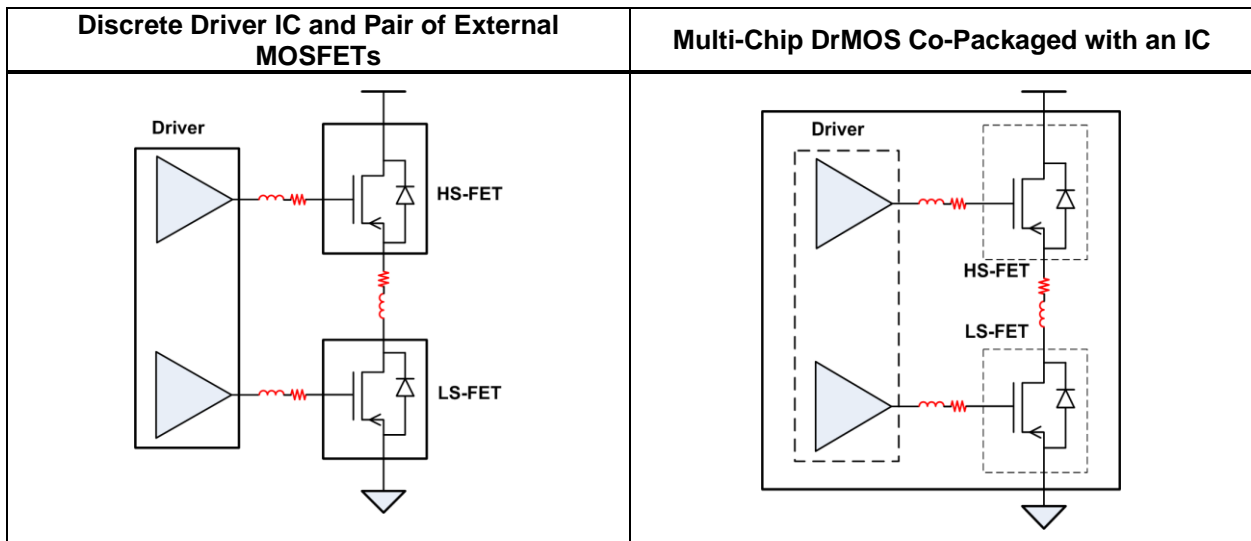 Discrete Driver IC and Pair of External
MOSFETs
Multi-Chip DrMOS Co-Packaged with an IC
Driver
HS-FET
LS-FET
Driver
HS-FET
LS-FET